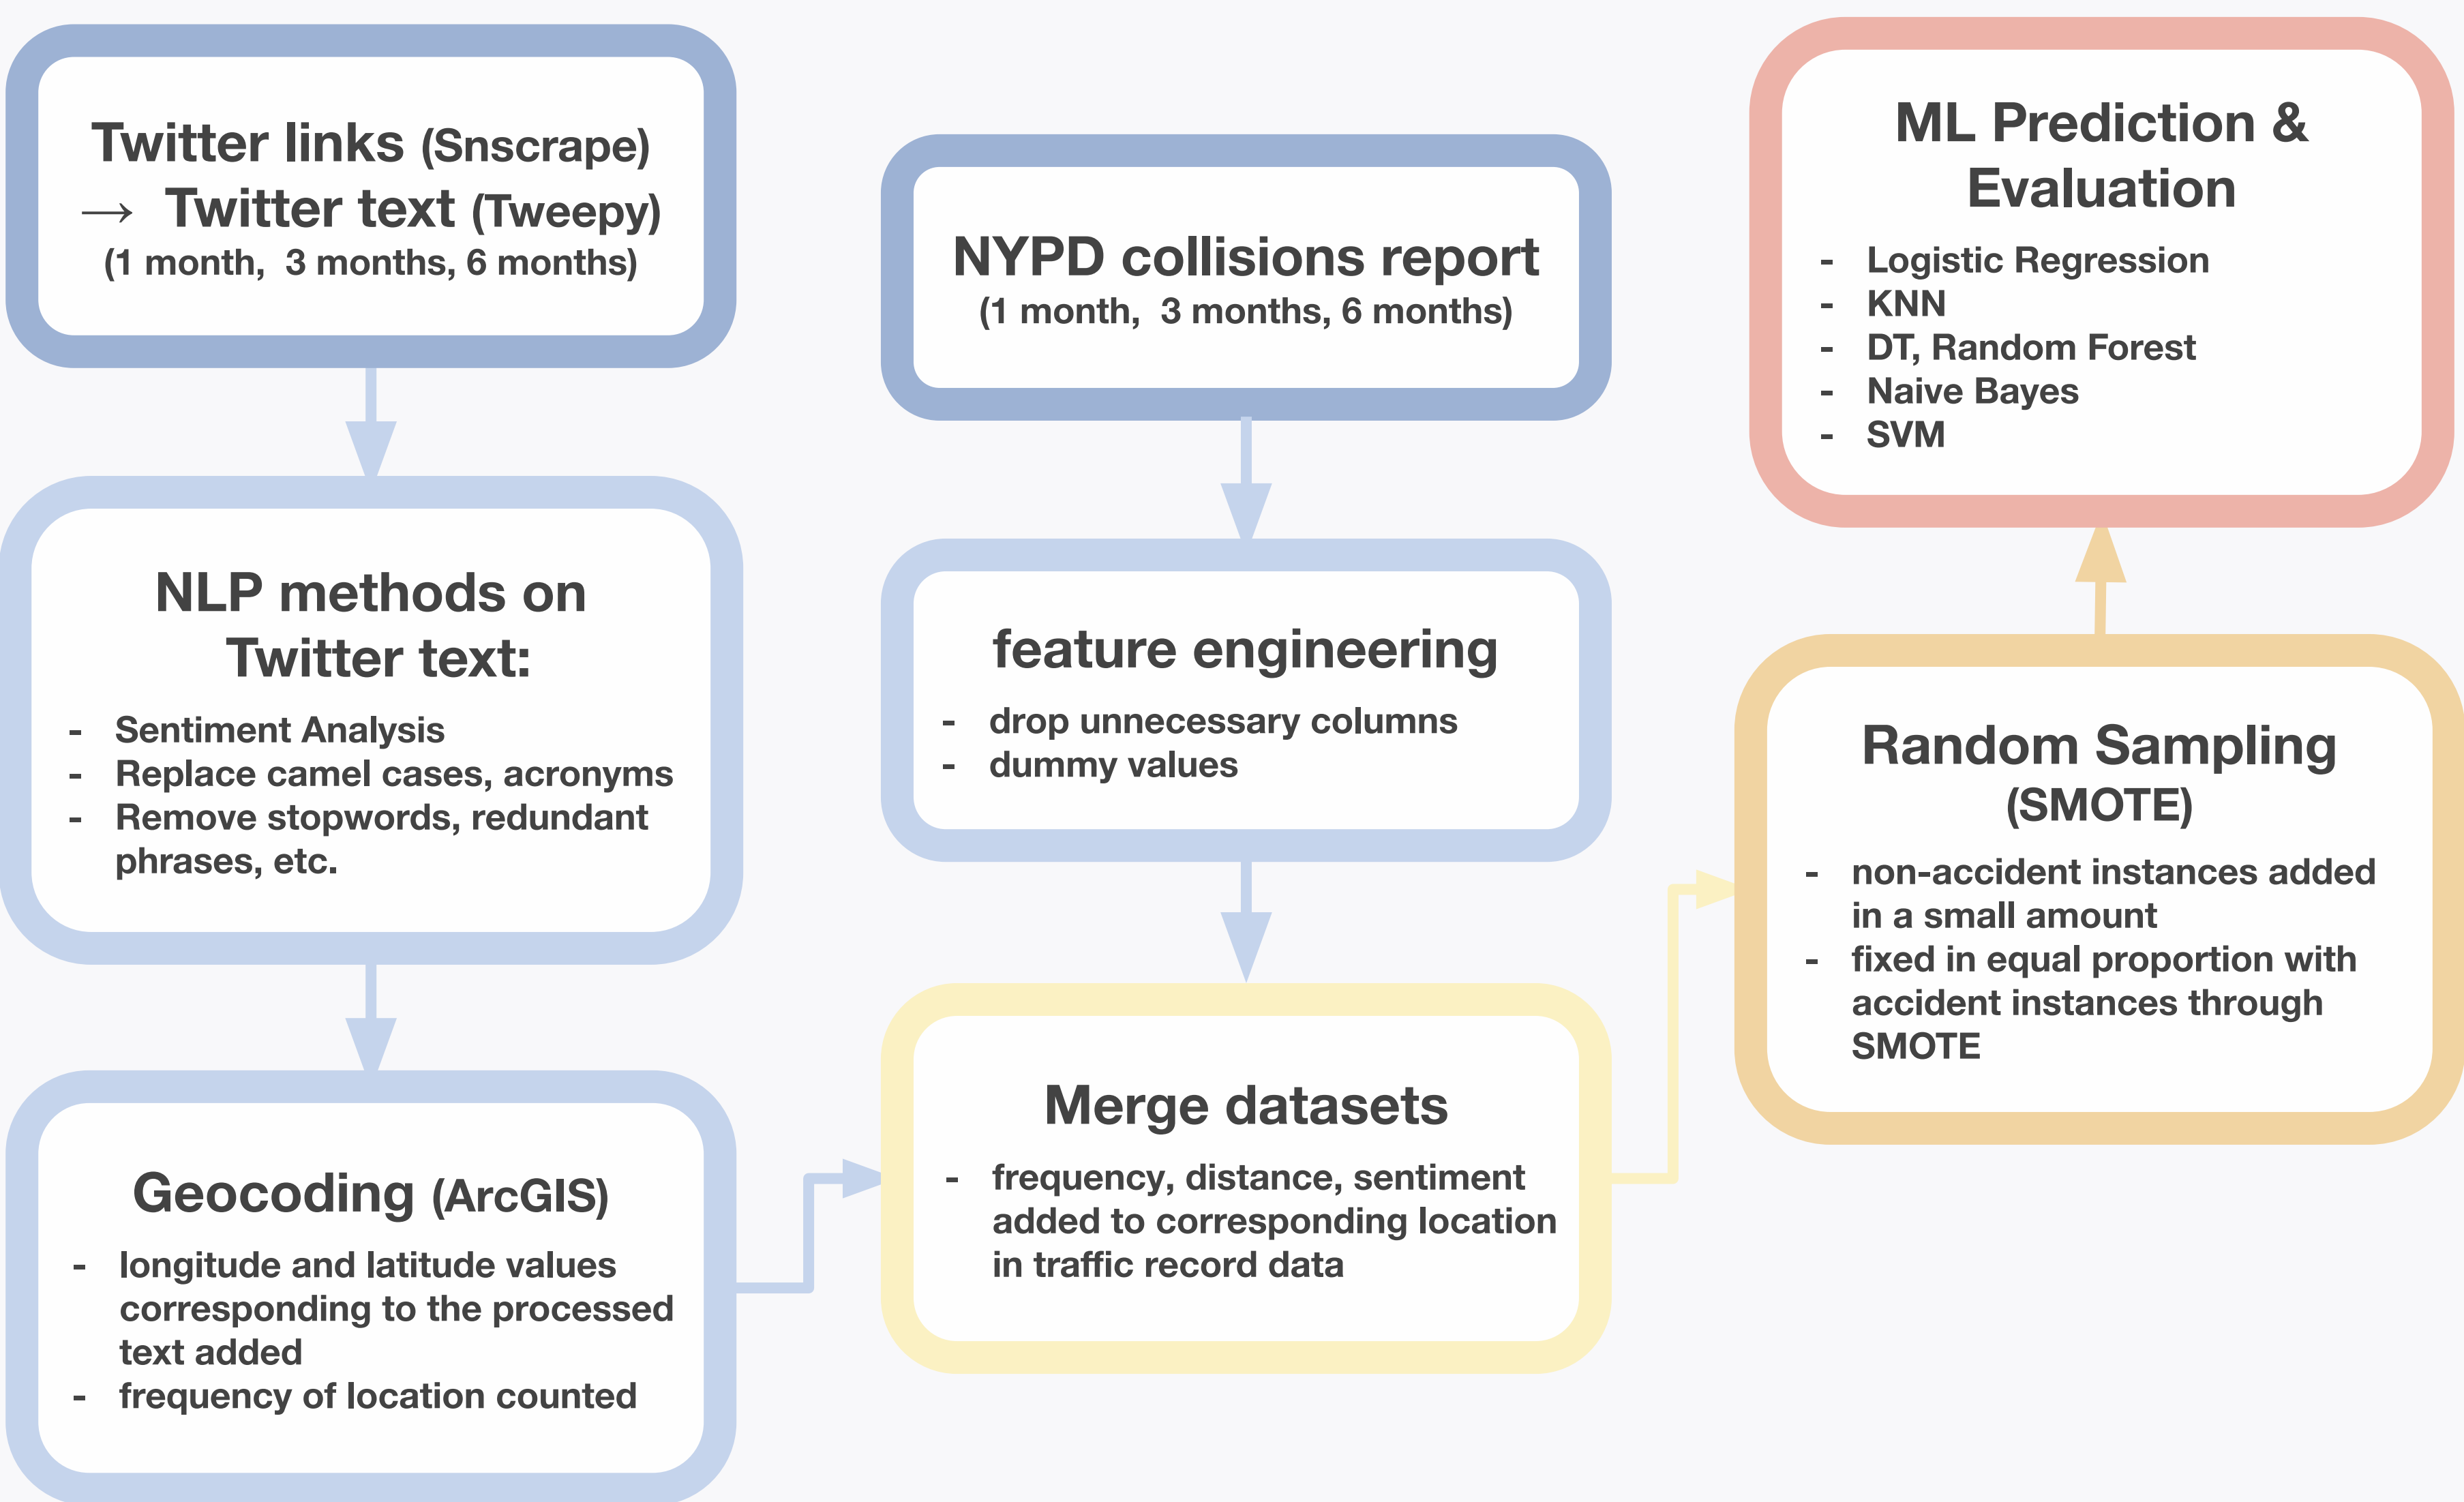 Twitter links (Snscrape)
→ Twitter text (Tweepy)
(1 month, 3 months, 6 months)
NLP methods on
Twitter text:
- Sentiment Analysis
- Replace camel cases, acronyms
- Remove stopwords, redundant
phrases, etc.
Geocoding (ArcGIS)
- longitude and latitude values
corresponding to the processed
text added
- frequency of location counted
NYPD collisions report
(1 month, 3 months, 6 months)
feature engineering
- drop unnecessary columns
- dummy values
Merge datasets
- frequency, distance, sentiment
added to corresponding location
in traffic record data
Random Sampling
(SMOTE)
- non-accident instances added
in a small amount
- fixed in equal proportion with
accident instances through
SMOTE
ML Prediction &
Evaluation
- Logistic Regression
- KNN
- DT, Random Forest
- Naive Bayes
- SVM